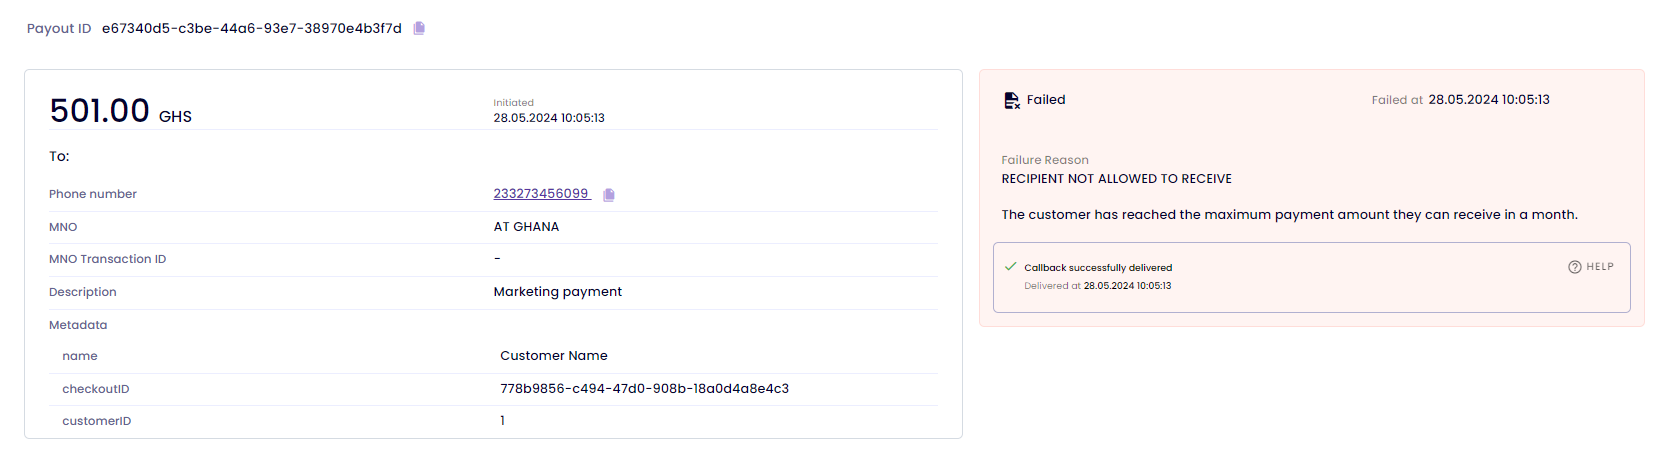 Payout ID e67340d5-c3be-44a6-93e7-38970e4b3f7d
501.00 GHS
Initiated
28.05.2024 10:05:13
To:
Phone number 233273456099
MNO AT GHANA
MNO Transaction ID -
Description Marketing payment
Metadata
name Customer Name
checkoutID 778b9856-c494-47d0-908b-18a0d4a8e4c3
customerID 1
Failed Failed at 28.05.2024 10:05:13
Failure Reason
RECIPIENT NOT ALLOWED TO RECEIVE
The customer has reached the maximum payment amount they can receive in a month.
Callback successfully delivered HELP
Delivered at 28.05.2024 10:05:13